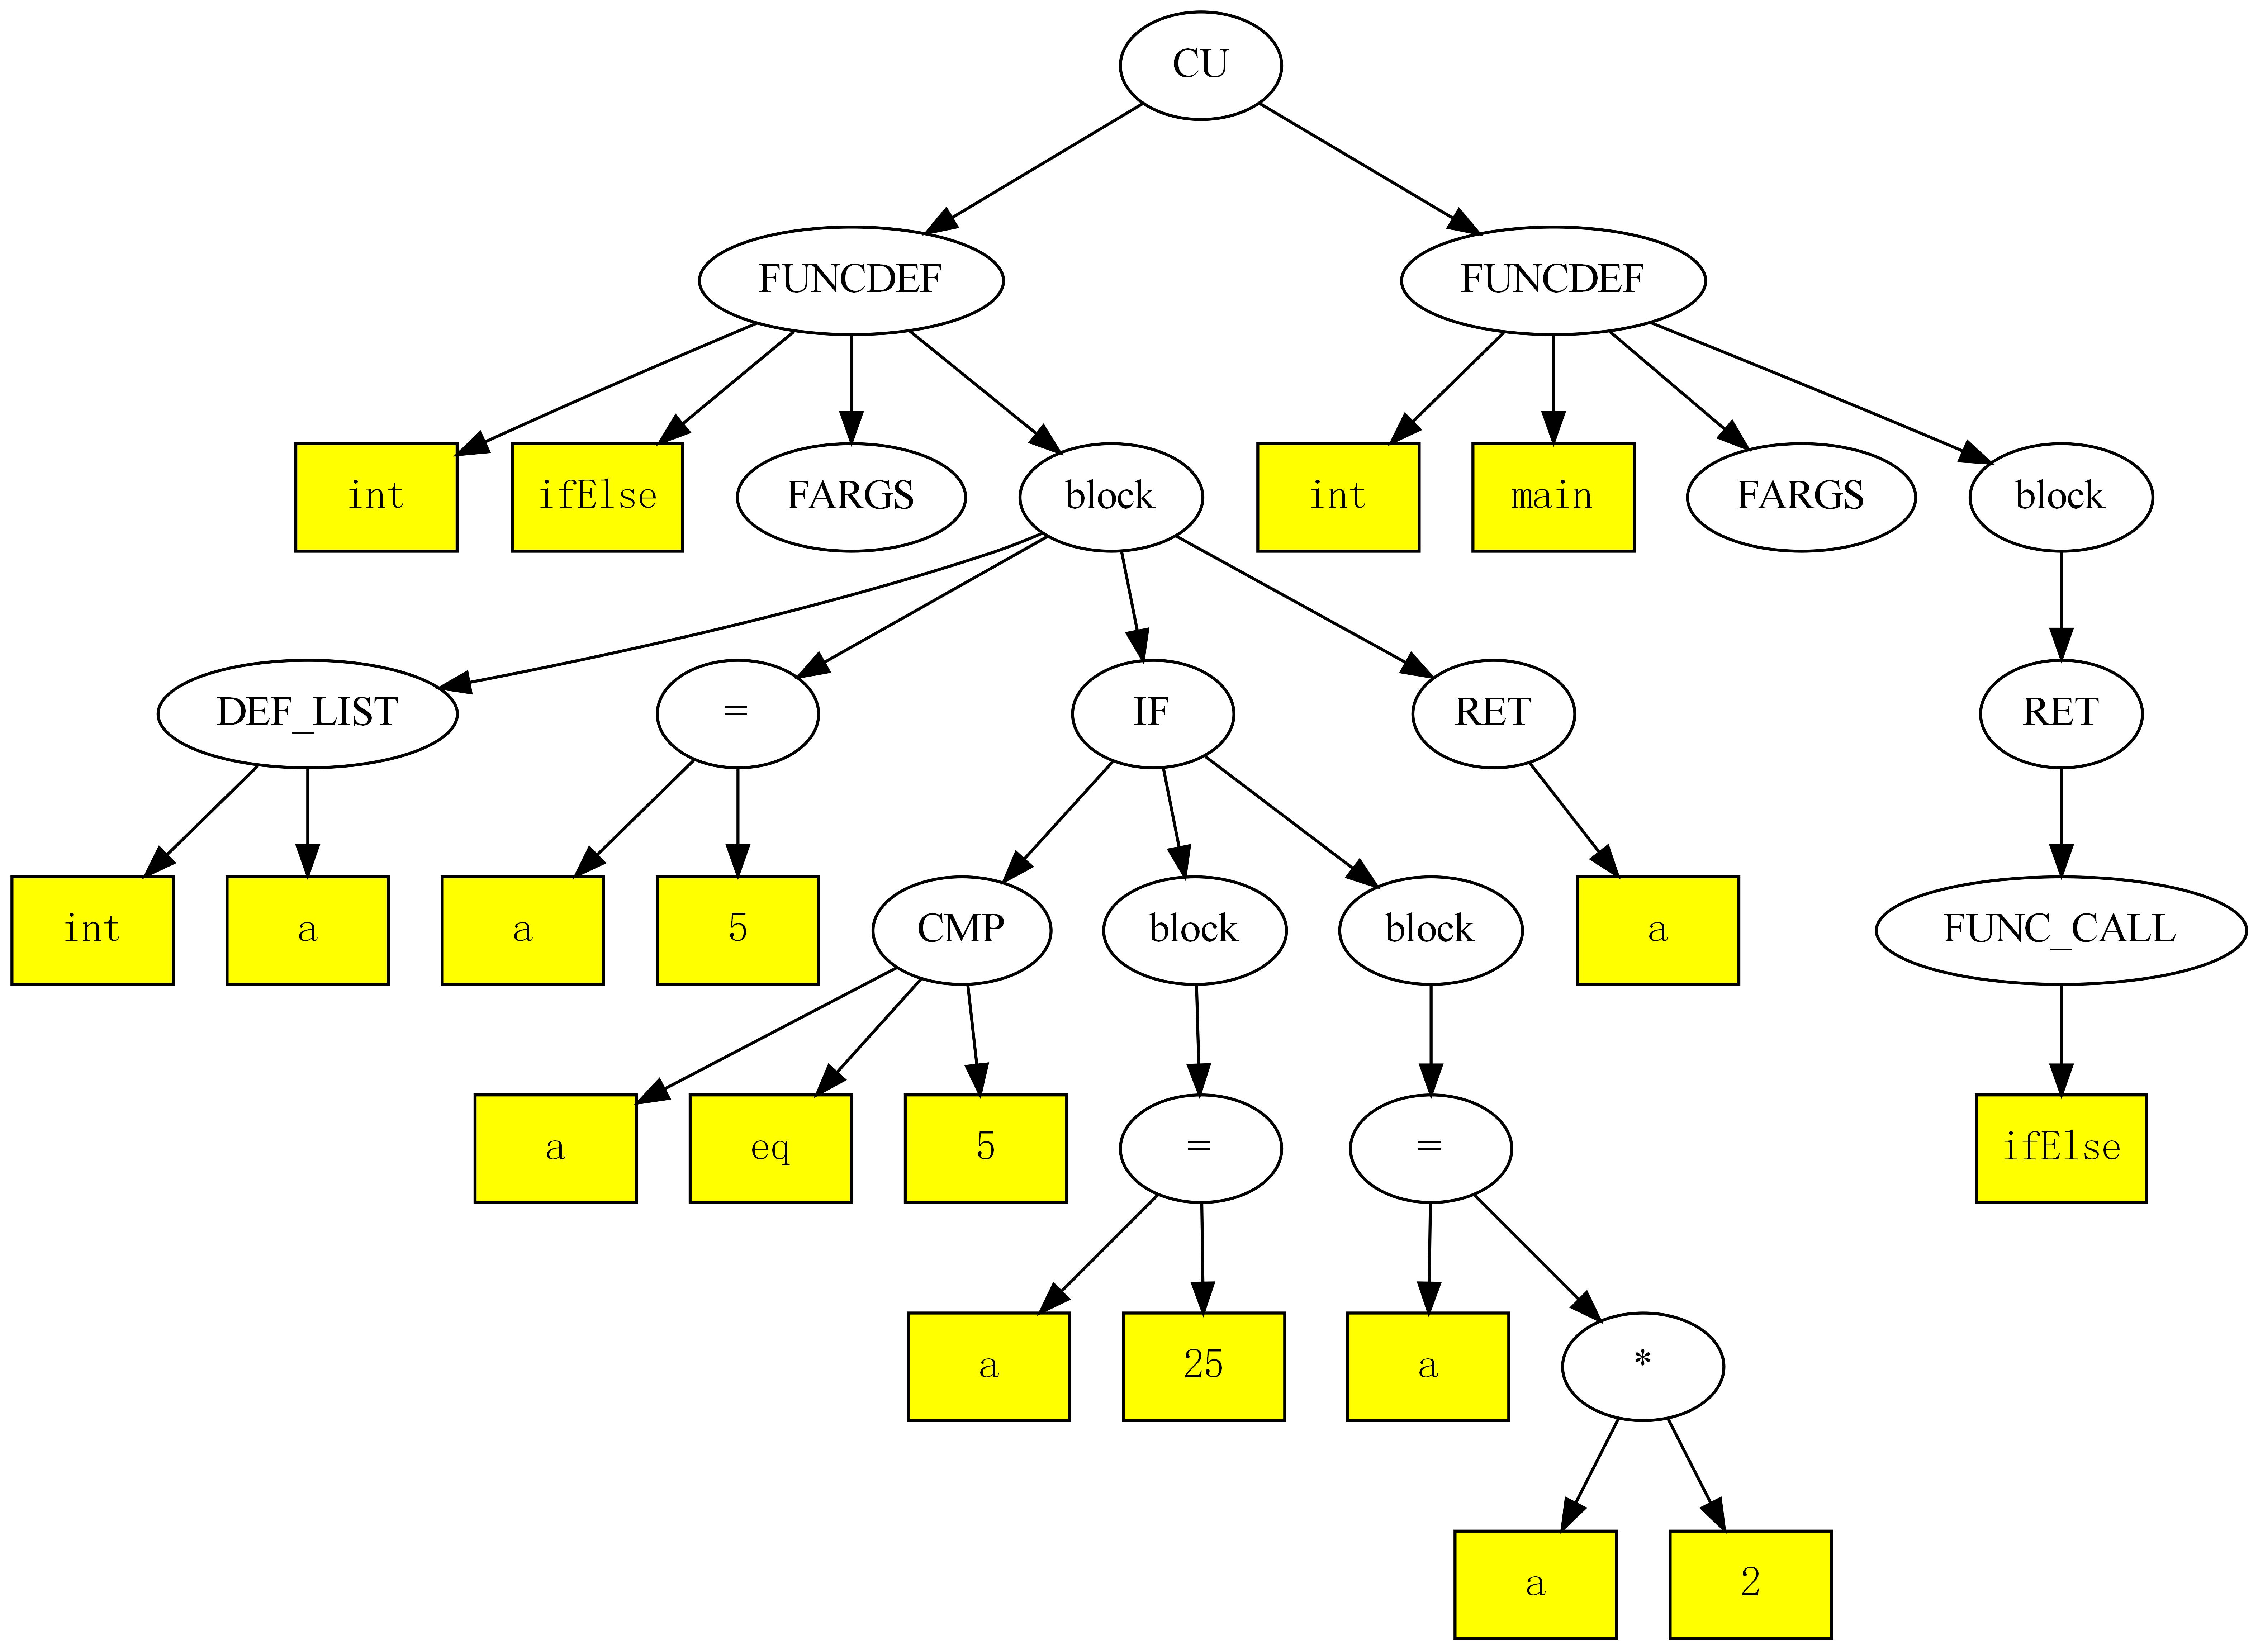 CU
FUNCDEF FUNCDEF
int ifElse FARGS block int main FARGS block
DEF_LIST = IF RET RET
int a a 5 CMP block block a FUNC_CALL
a eq 5 = = ifElse
a 25 a *
a 2